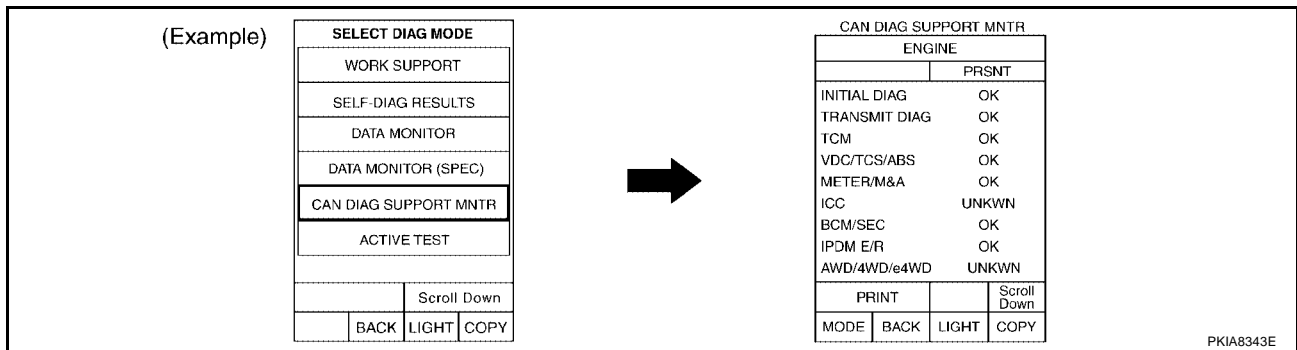 (Example)
SELECT DIAG MODE
WORK SUPPORT
SELF-DIAG RESULTS
DATA MONITOR
DATA MONITOR (SPEC)
CAN DIAG SUPPORT MNTR
ACTIVE TEST
Scroll Down
BACK LIGHT COPY
CAN DIAG SUPPORT MNTR
ENGINE
PRSNT
INITIAL DIAG OK
TRANSMIT DIAG OK
TCM OK
VDC/TCS/ABS OK
METER/M&A OK
ICC UNKWN
BCM/SEC OK
IPDM E/R OK
AWD/4WD/e4WD UNKWN
PRINT Scroll Down
MODE BACK LIGHT COPY
PKIA8343E